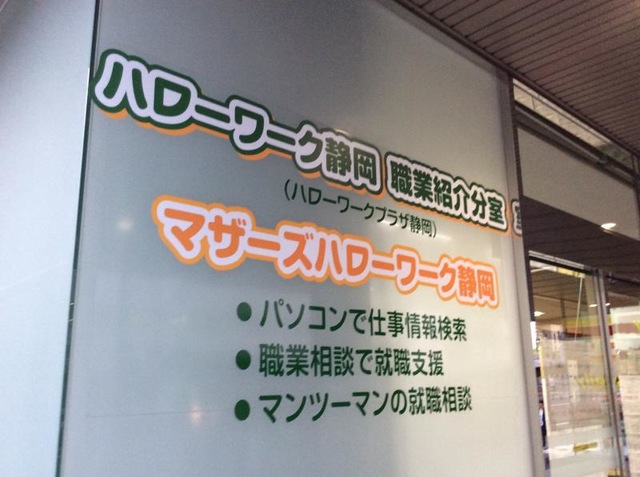 ハローワーク静岡 職業紹介分室
（ハローワークプラザ静岡）
マザーズハローワーク静岡
●パソコンで仕事情報検索
●職業相談で就職支援
●マンツーマンの就職相談